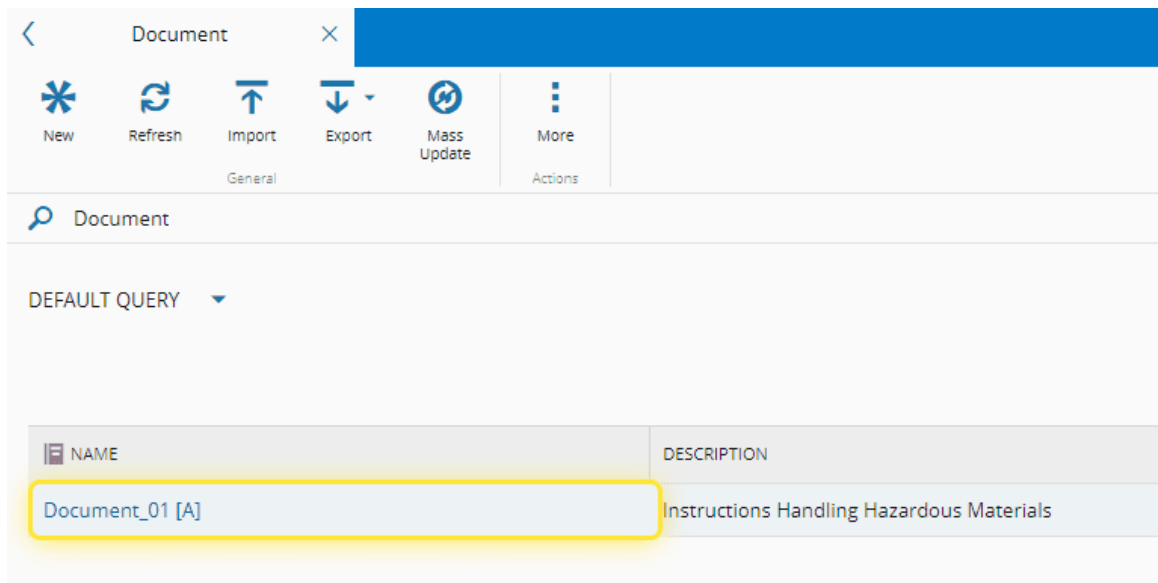 Document
New
Refresh
Import
Export
Mass
Update
More
General
Actions
Document
DEFAULT QUERY
NAME
DESCRIPTION
Document_01 [A]
Instructions Handling Hazardous Materials